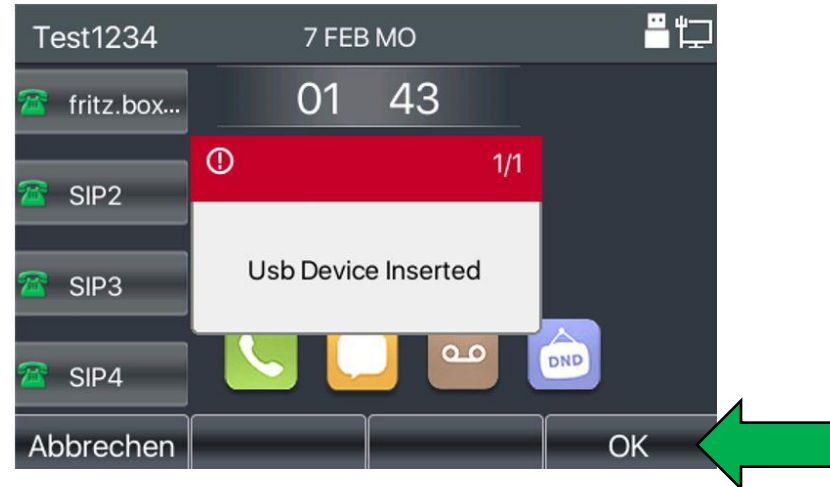 Test1234 7 FEB MO
01 43
fritz.box...
SIP2
SIP3
SIP4
1/1
Usb Device Inserted
DND
Abbrechen OK